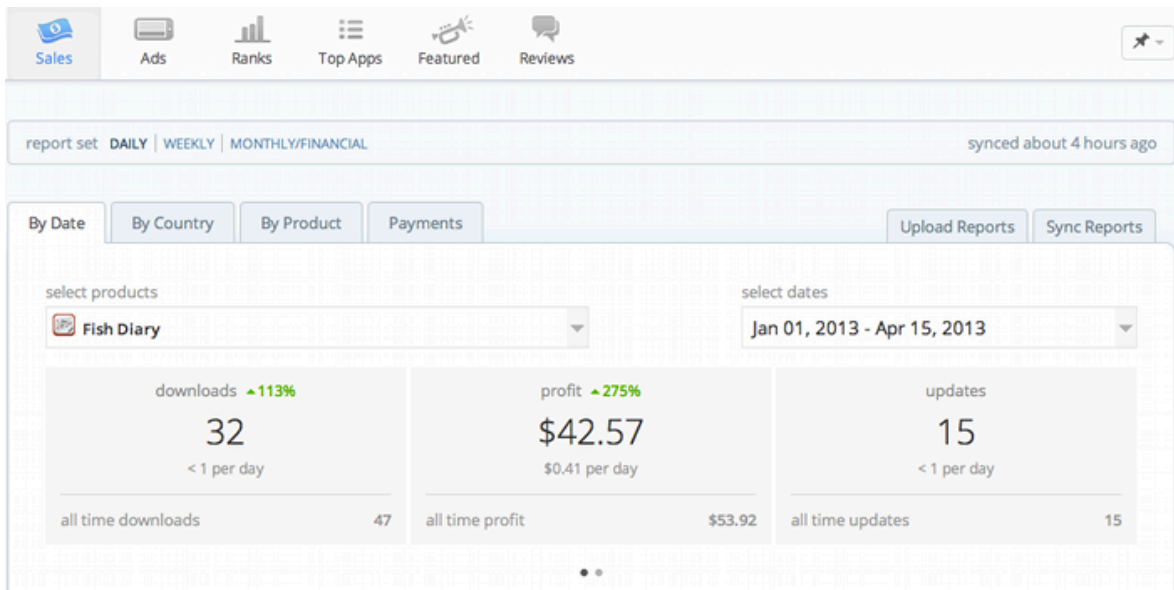 Sales Ads Ranks Top Apps Featured Reviews
report set DAILY WEEKLY MONTHLY/FINANCIAL synced about 4 hours ago
By Date By Country By Product Payments Upload Reports Sync Reports
select products select dates
Fish Diary Jan 01, 2013 - Apr 15, 2013
downloads 113% profit 275% updates
32 $42.57 15
< 1 per day $0.41 per day < 1 per day
all time downloads 47 all time profit $53.92 all time updates 15